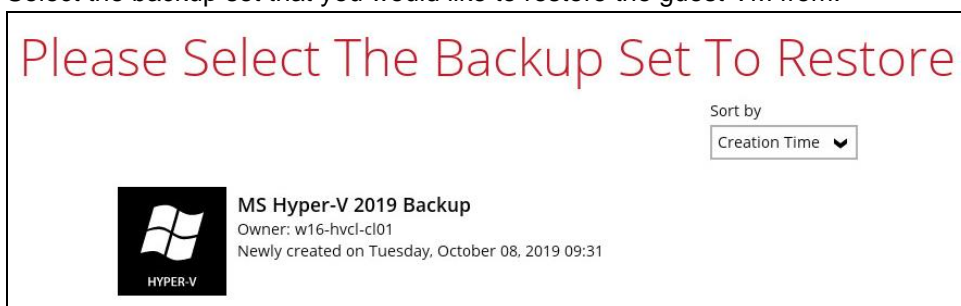 Select the backup set that you would like to restore the guest VM from.
Please Select The Backup Set To Restore
Sort by
Creation Time
MS Hyper-V 2019 Backup
Owner: w16-hvcl-cl01
Newly created on Tuesday, October 08, 2019 09:31
HYPER-V